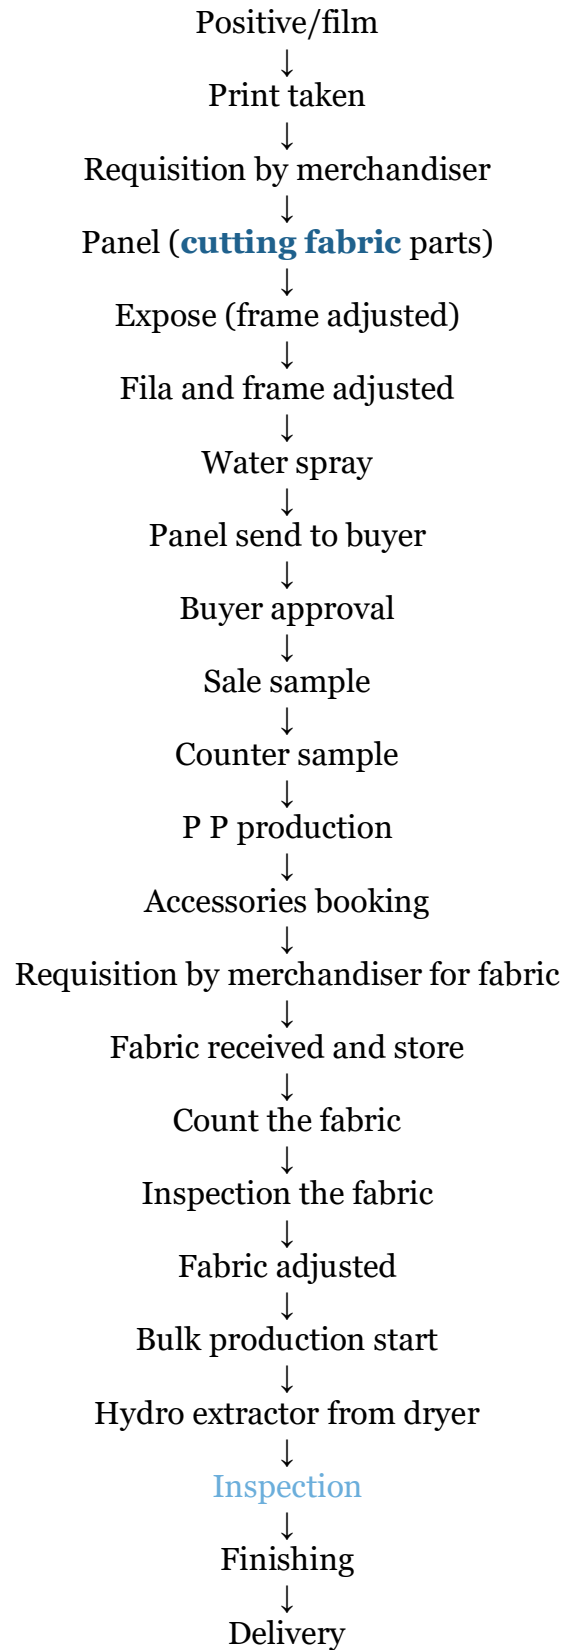 Positive/film
↓
Print taken
↓
Requisition by merchandiser
↓
Panel (cutting fabric parts)
↓
Expose (frame adjusted)
↓
Fila and frame adjusted
↓
Water spray
↓
Panel send to buyer
↓
Buyer approval
↓
Sale sample
↓
Counter sample
↓
P P production
↓
Accessories booking
↓
Requisition by merchandiser for fabric
↓
Fabric received and store
↓
Count the fabric
↓
Inspection the fabric
↓
Fabric adjusted
↓
Bulk production start
↓
Hydro extractor from dryer
↓
Inspection
↓
Finishing
↓
Delivery